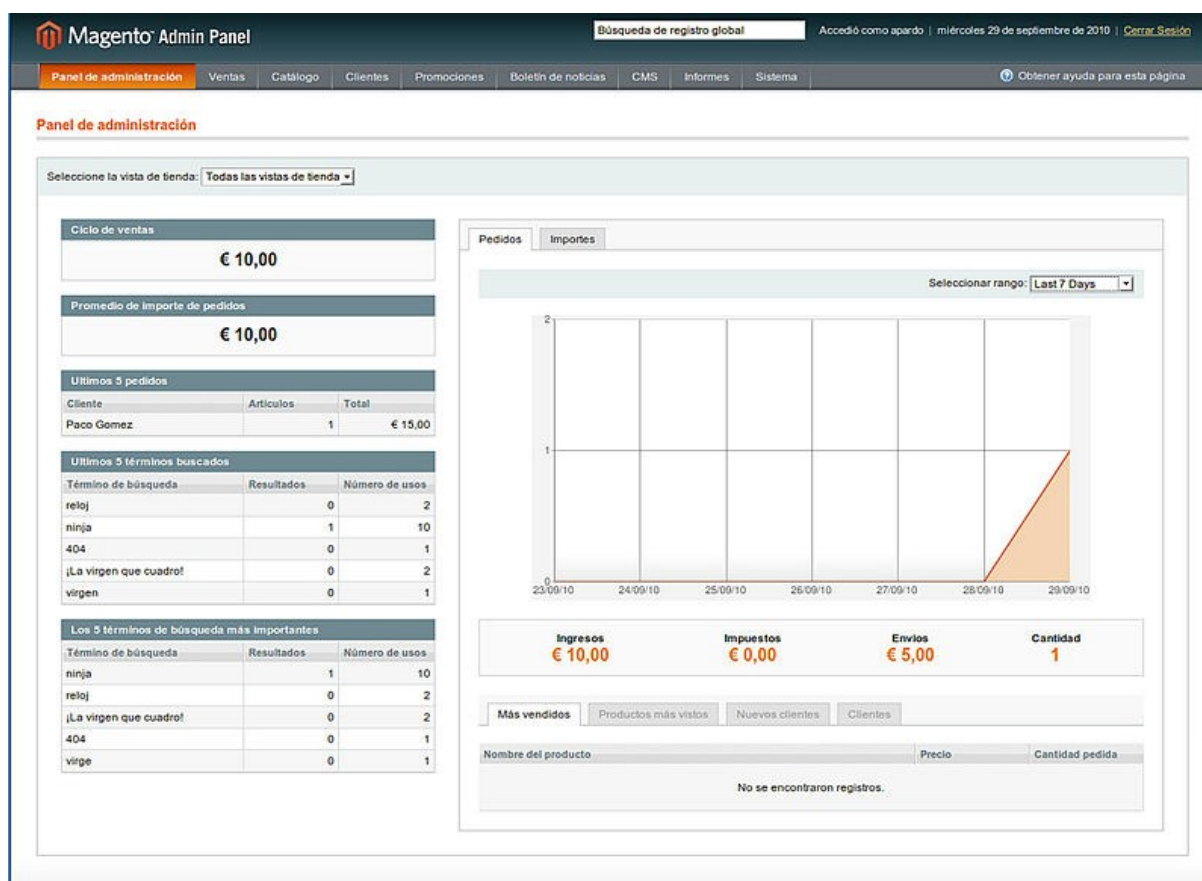 Magento Admin Panel
Búsqueda de registro global
Accedió como apardo | miércoles 29 de septiembre de 2010 | Cerrar Sesión
Panel de administración Ventas Catálogo Clientes Promociones Boletín de noticias CMS Informes Sistema
Obtener ayuda para esta página
Panel de administración
Seleccione la vista de tienda: Todas las vistas de tienda
Ciclo de ventas
€ 10,00
Promedio de importe de pedidos
€ 10,00
Ultimos 5 pedidos
Cliente Artículos Total
Paco Gomez 1 € 15,00
Ultimos 5 términos buscados
Término de búsqueda Resultados Número de usos
reloj 0 2
ninja 1 10
404 0 1
¡La virgen que cuadro! 0 2
virgen 0 1
Los 5 términos de búsqueda más importantes
Término de búsqueda Resultados Número de usos
ninja 1 10
reloj 0 2
¡La virgen que cuadro! 0 2
404 0 1
virge 0 1
Pedidos Importes
Seleccionar rango: Last 7 Days
2
1
0
23/09/10 24/09/10 25/09/10 26/09/10 27/09/10 28/09/10 29/09/10
Ingresos Impuestos Envíos Cantidad
€ 10,00 € 0,00 € 5,00 1
Más vendidos Productos más vistos Nuevos clientes Clientes
Nombre del producto Precio Cantidad pedida
No se encontraron registros.